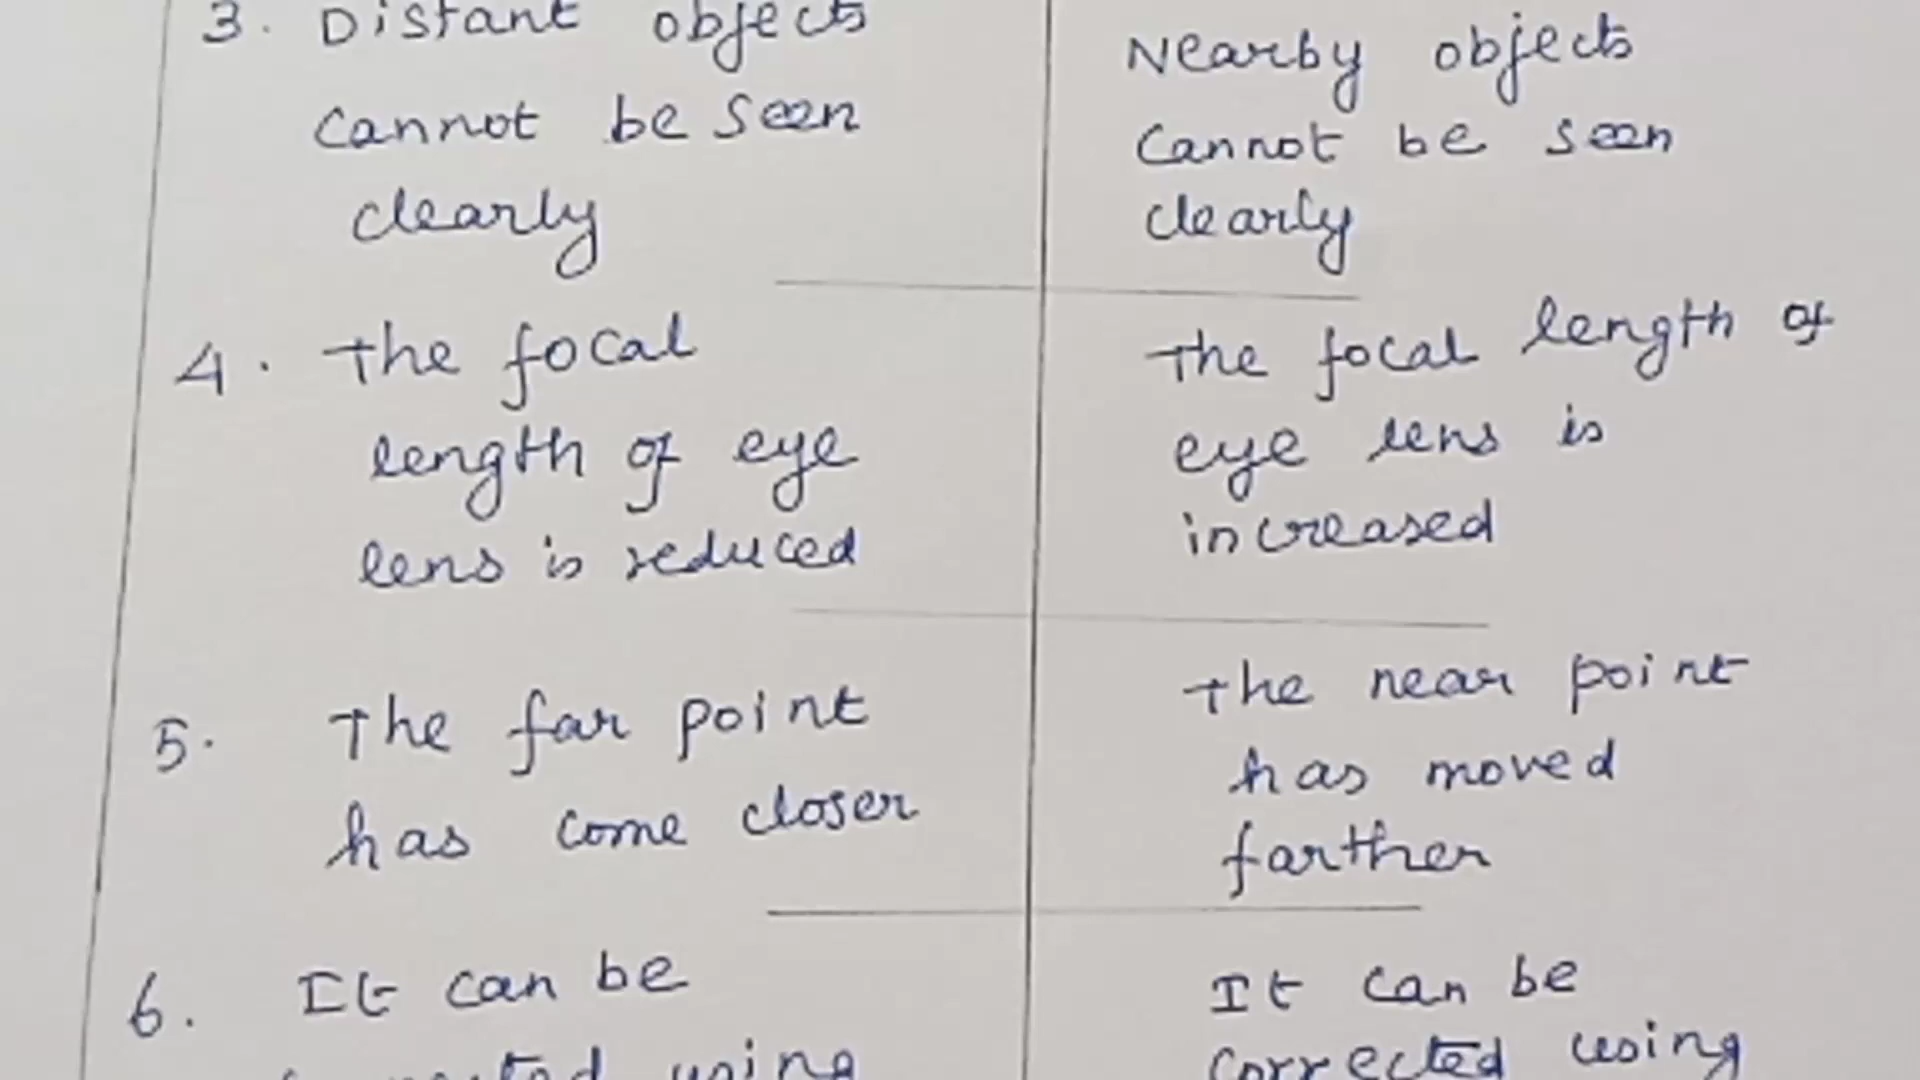 3. Distant objects
cannot be seen
clearly
Nearby objects
cannot be seen
clearly
4. The focal
length of eye
lens is reduced
The focal length of
eye lens is
increased
5. The far point
has come closer
The near point
has moved
farther
6. It can be
using
It can be
corrected using